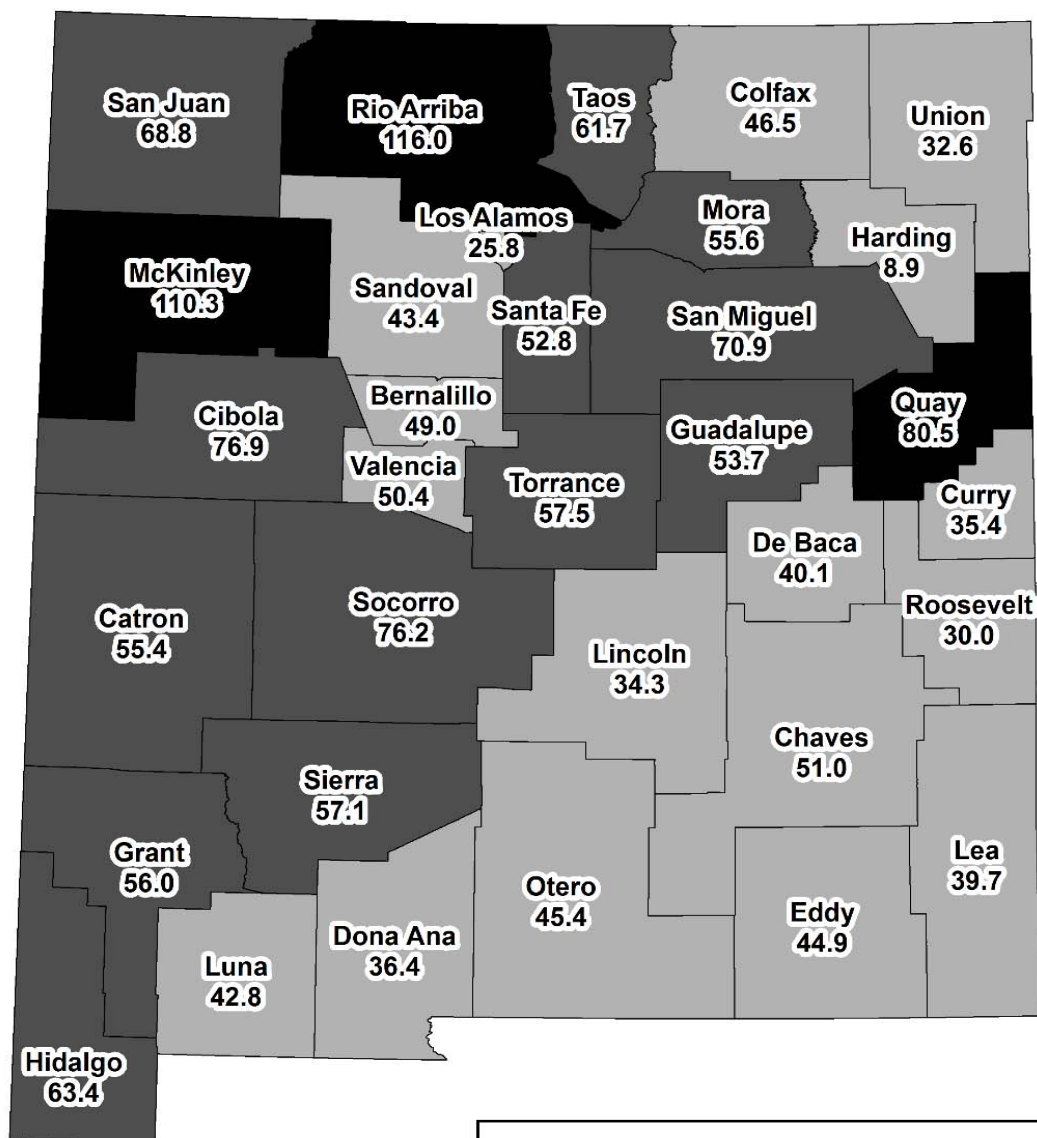 San Juan
68.8
Rio Arriba
116.0
Taos
61.7
Colfax
46.5
Union
32.6
Mora
55.6
Los Alamos
25.8
Harding
8.9
McKinley
110.3
Sandoval
43.4
Santa Fe
52.8
San Miguel
70.9
Bernalillo
49.0
Quay
80.5
Cibola
76.9
Guadalupe
53.7
Valencia
50.4
Torrance
57.5
Curry
35.4
De Baca
40.1
Catron
55.4
Socorro
76.2
Roosevelt
30.0
Lincoln
34.3
Chaves
51.0
Sierra
57.1
Grant
56.0
Lea
39.7
Otero
45.4
Eddy
44.9
Dona Ana
36.4
Luna
42.8
Hidalgo
63.4